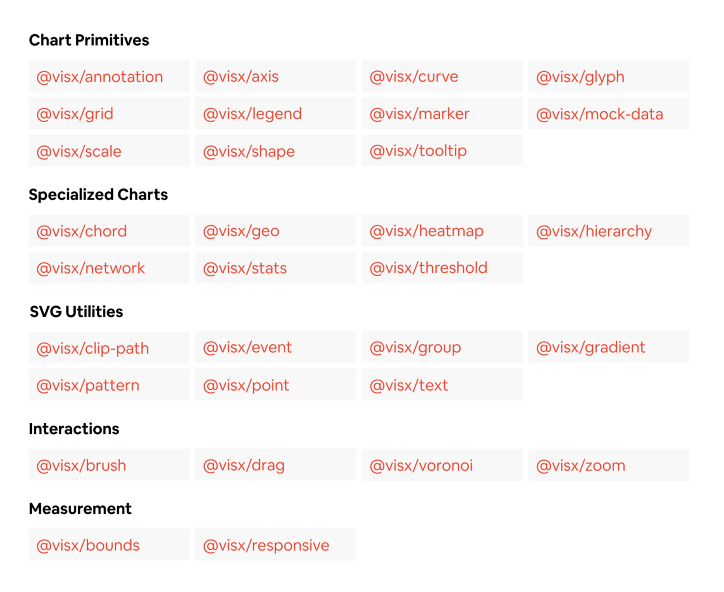 Chart Primitives
@visx/annotation @visx/axis @visx/curve @visx/glyph
@visx/grid @visx/legend @visx/marker @visx/mock-data
@visx/scale @visx/shape @visx/tooltip
Specialized Charts
@visx/chord @visx/geo @visx/heatmap @visx/hierarchy
@visx/network @visx/stats @visx/threshold
SVG Utilities
@visx/clip-path @visx/event @visx/group @visx/gradient
@visx/pattern @visx/point @visx/text
Interactions
@visx/brush @visx/drag @visx/voronoi @visx/zoom
Measurement
@visx/bounds @visx/responsive